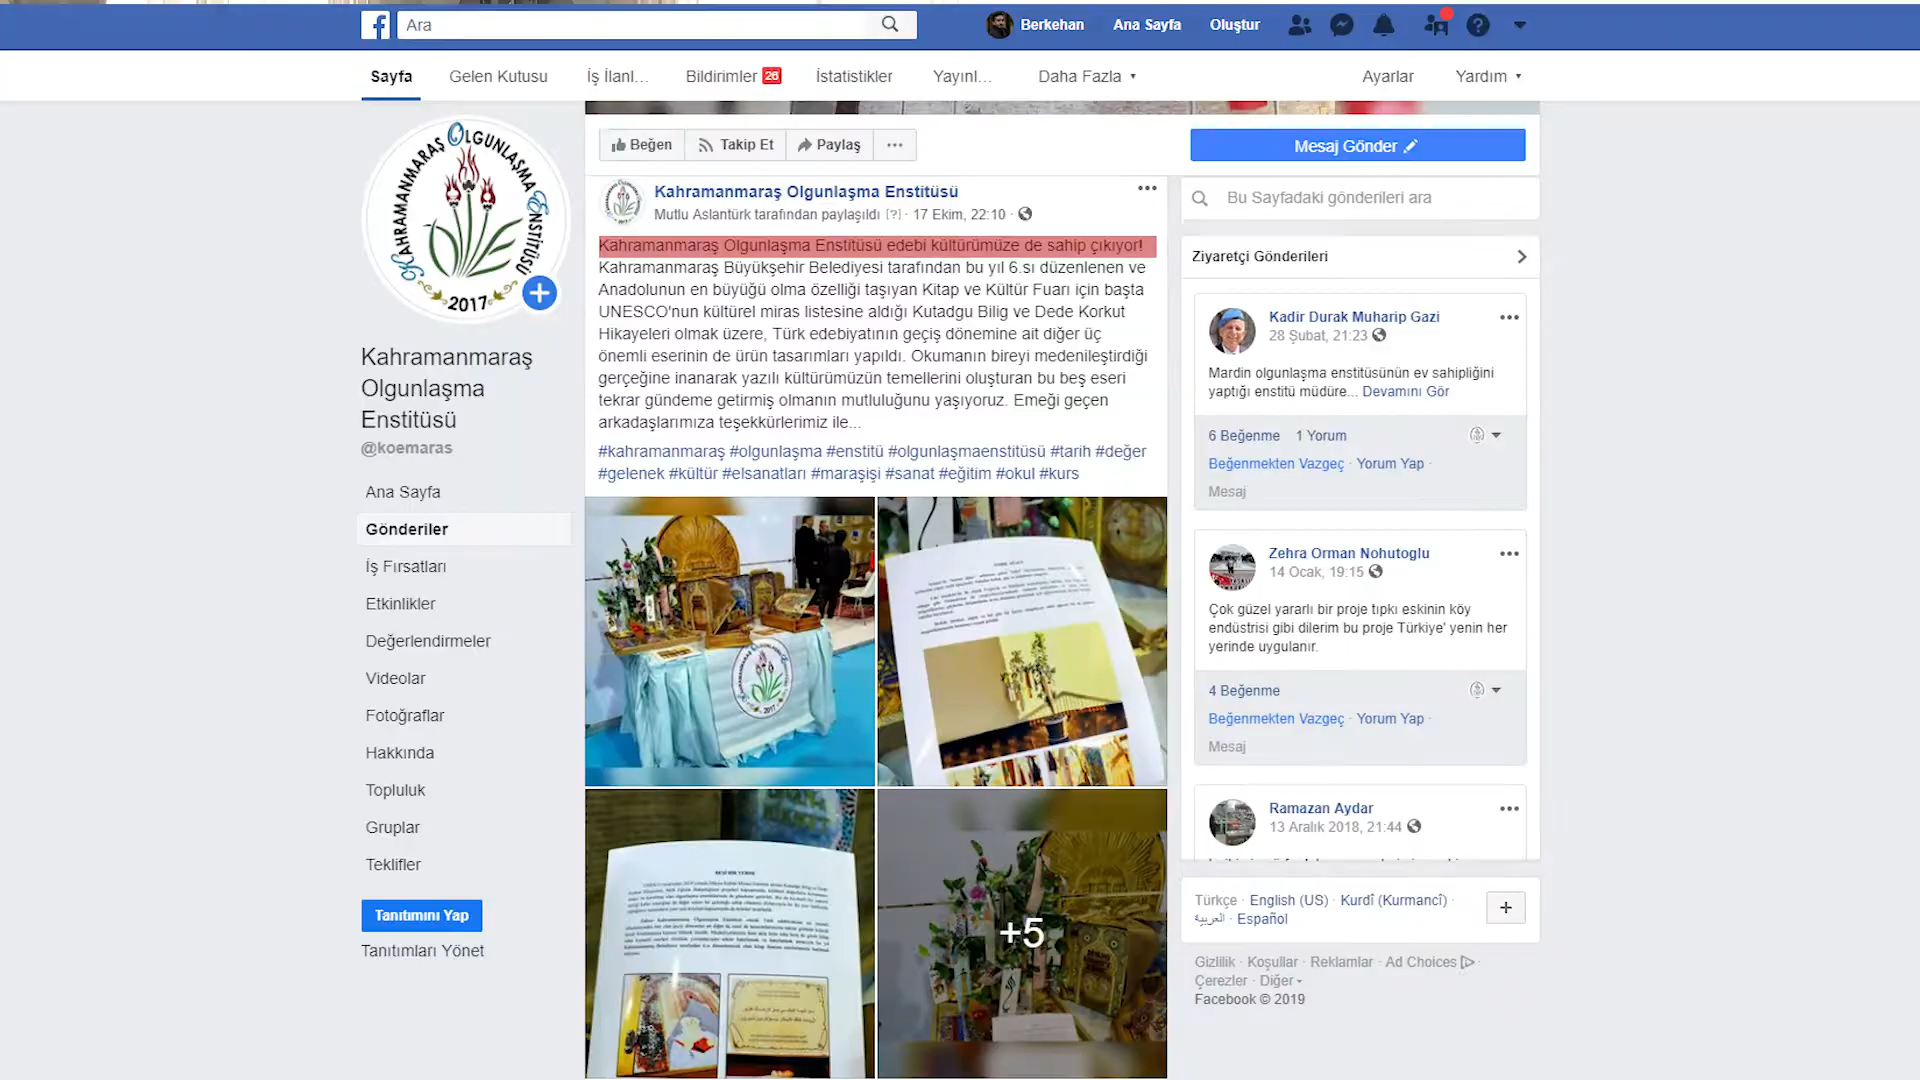 Ara
Berkehan
Ana Sayfa
Oluştur
Sayfa
Gelen Kutusu
İş İlanl...
Bildirimler 26
İstatistikler
Yayınl...
Daha Fazla
Ayarlar
Yardım
KAHRAMANMARAŞ OLGUNLAŞMA ENSTİTÜSÜ
2017
Kahramanmaraş
Olgunlaşma
Enstitüsü
@koemaras
Ana Sayfa
Gönderiler
İş Fırsatları
Etkinlikler
Değerlendirmeler
Videolar
Fotoğraflar
Hakkında
Topluluk
Gruplar
Teklifler
Tanıtımını Yap
Tanıtımları Yönet
Beğen
Takip Et
Paylaş
...
Mesaj Gönder
Kahramanmaraş Olgunlaşma Enstitüsü
Mutlu Aslantürk tarafından paylaşıldı [?] · 17 Ekim, 22:10 ·
Kahramanmaraş Olgunlaşma Enstitüsü edebi kültürümüze de sahip çıkıyor!
Kahramanmaraş Büyükşehir Belediyesi tarafından bu yıl 6.sı düzenlenen ve
Anadolunun en büyüğü olma özelliği taşıyan Kitap ve Kültür Fuarı için başta
UNESCO'nun kültürel miras listesine aldığı Kutadgu Bilig ve Dede Korkut
Hikayeleri olmak üzere, Türk edebiyatının geçiş dönemine ait diğer üç
önemli eserinin de ürün tasarımları yapıldı. Okumanın bireyi medenileştirdiği
gerçeğine inanarak yazılı kültürümüzün temellerini oluşturan bu beş eseri
tekrar gündeme getirmiş olmanın mutluluğunu yaşıyoruz. Emeği geçen
arkadaşlarımıza teşekkürlerimiz ile...
#kahramanmaraş #olgunlaşma #enstitü #olgunlaşmaenstitüsü #tarih #değer
#gelenek #kültür #elsanatları #maraşişi #sanat #eğitim #okul #kurs
KAHRAMANMARAŞ OLGUNLAŞMA ENSTİTÜSÜ
2017
+5
Bu Sayfadaki gönderileri ara
Ziyaretçi Gönderileri
Kadir Durak Muharip Gazi
28 Şubat, 21:23
Mardin olgunlaşma enstitüsünün ev sahipliğini
yaptığı enstitü müdüre... Devamını Gör
6 Beğenme 1 Yorum
Beğenmekten Vazgeç · Yorum Yap ·
Mesaj
Zehra Orman Nohutoglu
14 Ocak, 19:15
Çok güzel yararlı bir proje tıpkı eskinin köy
endüstrisi gibi dilerim bu proje Türkiye' yenin her
yerinde uygulanır.
4 Beğenme
Beğenmekten Vazgeç · Yorum Yap ·
Mesaj
Ramazan Aydar
13 Aralık 2018, 21:44
Türkçe · English (US) · Kurdî (Kurmancî) ·
العربية · Español
Gizlilik · Koşullar · Reklamlar · Ad Choices ·
Çerezler · Diğer
Facebook © 2019